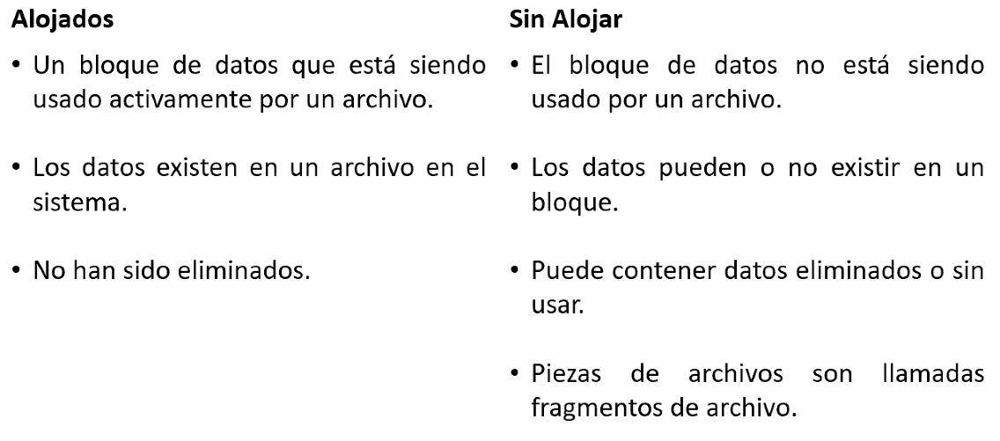 Alojados
• Un bloque de datos que está siendo
usado activamente por un archivo.
• Los datos existen en un archivo en el
sistema.
• No han sido eliminados.
Sin Alojar
• El bloque de datos no está siendo
usado por un archivo.
• Los datos pueden o no existir en un
bloque.
• Puede contener datos eliminados o sin
usar.
• Piezas de archivos son llamadas
fragmentos de archivo.